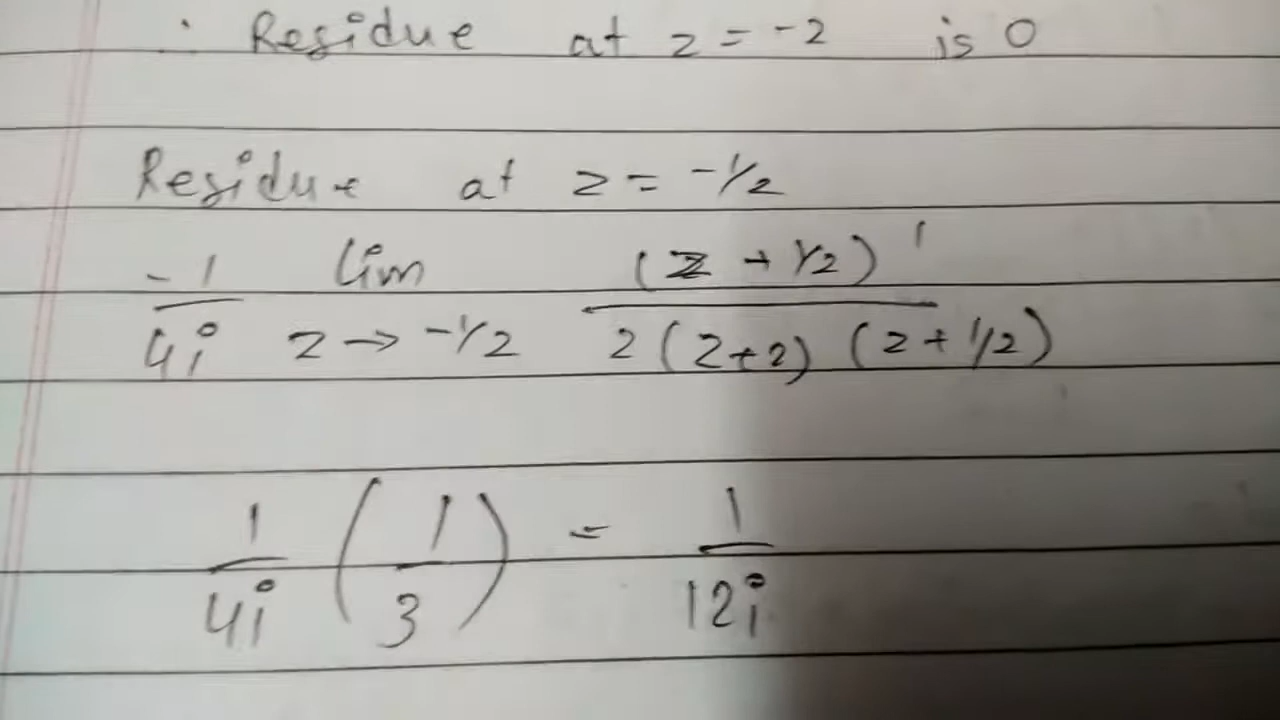 ∴ Residue at z = -2 is 0
Residue at z = -1/2
-1/4i lim z → -1/2 (z + 1/2)' / 2(z+2)(z+1/2)
1/4i (1/3) = 1/12i